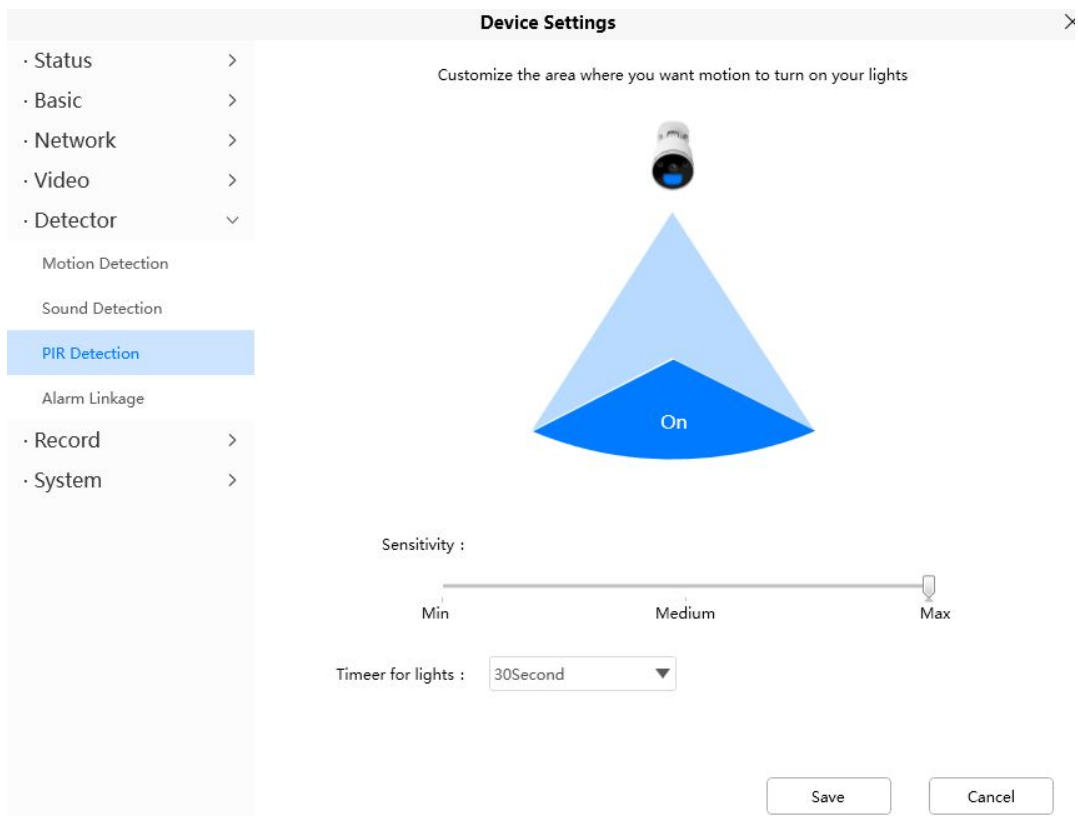 Device Settings
· Status
· Basic
· Network
· Video
· Detector
Motion Detection
Sound Detection
PIR Detection
Alarm Linkage
· Record
· System
Customize the area where you want motion to turn on your lights
On
Sensitivity :
Min Medium Max
Timeer for lights : 30Second
Save Cancel